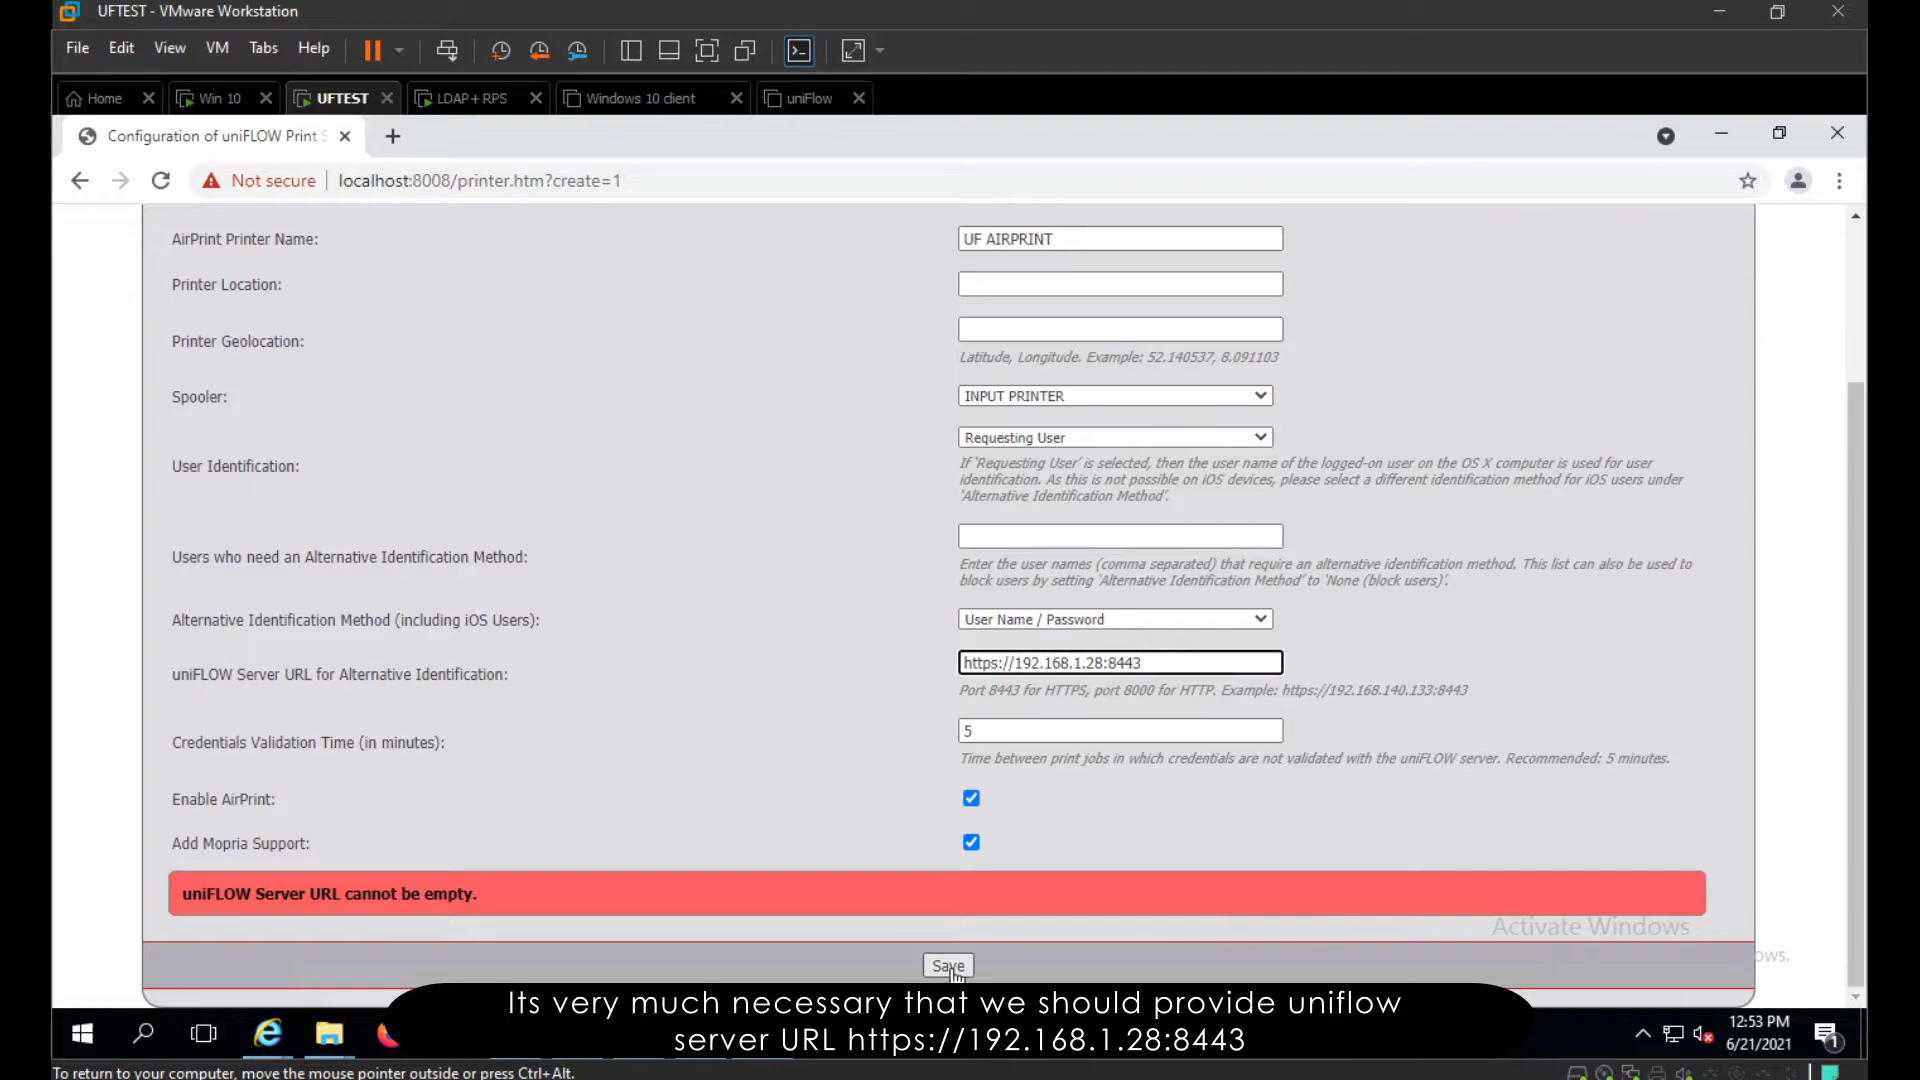 UFTEST - VMware Workstation
File Edit View VM Tabs Help
Home Win 10 UFTEST LDAP+RPS Windows 10 client uniFlow
Configuration of uniFLOW Print S
Not secure localhost:8008/printer.htm?create=1
AirPrint Printer Name: UF AIRPRINT
Printer Location:
Printer Geolocation:
Latitude, Longitude. Example: 52.140537, 8.091103
Spooler: INPUT PRINTER
Requesting User
User Identification:
If 'Requesting User' is selected, then the user name of the logged-on user on the OS X computer is used for user
identification. As this is not possible on iOS devices, please select a different identification method for iOS users under
'Alternative Identification Method'.
Users who need an Alternative Identification Method:
Enter the user names (comma separated) that require an alternative identification method. This list can also be used to
block users by setting 'Alternative Identification Method' to 'None (block users)'.
Alternative Identification Method (including iOS Users): User Name / Password
https://192.168.1.28:8443
uniFLOW Server URL for Alternative Identification:
Port 8443 for HTTPS, port 8000 for HTTP. Example: https://192.168.140.133:8443
5
Credentials Validation Time (in minutes):
Time between print jobs in which credentials are not validated with the uniFLOW server. Recommended: 5 minutes.
Enable AirPrint:
Add Mopria Support:
uniFLOW Server URL cannot be empty.
Activate Windows
ows.
Save
Its very much necessary that we should provide uniflow
server URL https://192.168.1.28:8443
12:53 PM
6/21/2021
1
To return to your computer, move the mouse pointer outside or press Ctrl+Alt.